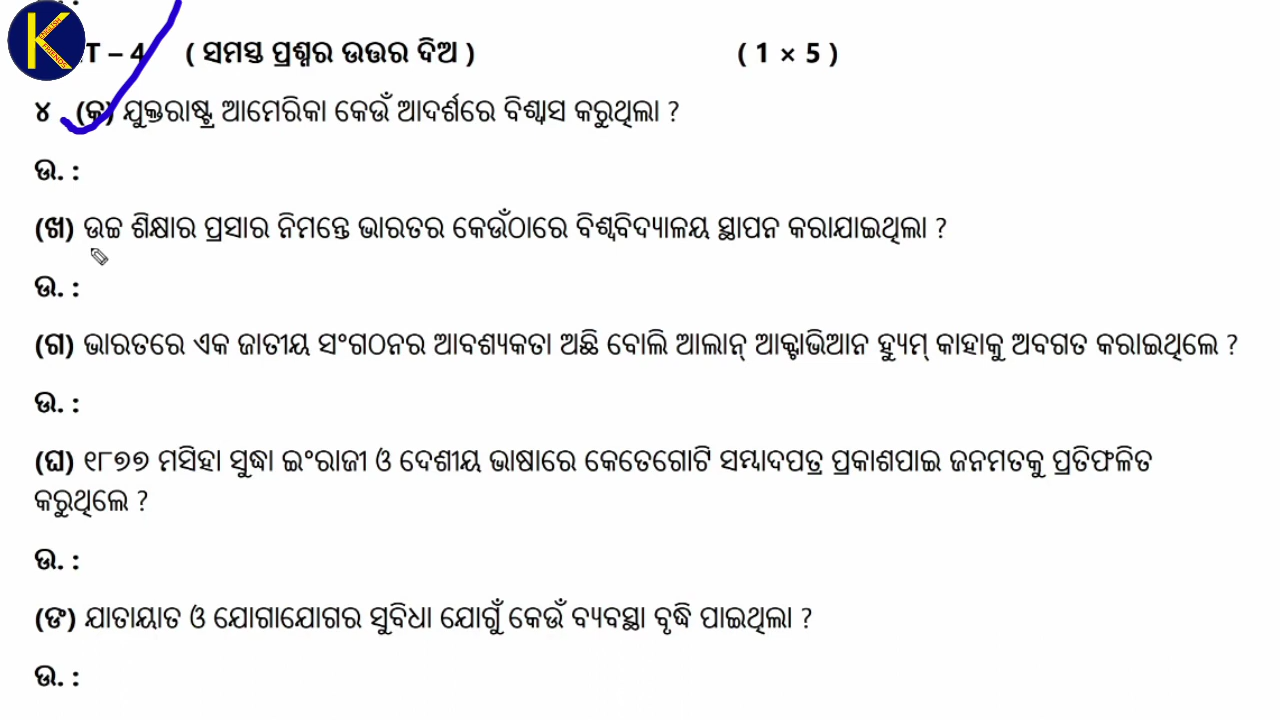 T – 4 ( ସମସ୍ତ ପ୍ରଶ୍ନର ଉତ୍ତର ଦିଅ ) ( 1 × 5 )
୪ (କ) ଯୁକ୍ତରାଷ୍ଟ୍ର ଆମେରିକା କେଉଁ ଆଦର୍ଶରେ ବିଶ୍ୱାସ କରୁଥିଲା ?
ଉ. :
(ଖ) ଉଚ୍ଚ ଶିକ୍ଷାର ପ୍ରସାର ନିମନ୍ତେ ଭାରତର କେଉଁଠାରେ ବିଶ୍ୱବିଦ୍ୟାଳୟ ସ୍ଥାପନ କରାଯାଇଥିଲା ?
ଉ. :
(ଗ) ଭାରତରେ ଏକ ଜାତୀୟ ସଂଗଠନର ଆବଶ୍ୟକତା ଅଛି ବୋଲି ଆଲାନ୍ ଆକ୍ଟାଭିଆନ ହ୍ୟୁମ୍ କାହାକୁ ଅବଗତ କରାଇଥିଲେ ?
ଉ. :
(ଘ) ୧୮୭୭ ମସିହା ସୁଦ୍ଧା ଇଂରାଜୀ ଓ ଦେଶୀୟ ଭାଷାରେ କେତେଗୋଟି ସମ୍ବାଦପତ୍ର ପ୍ରକାଶପାଇ ଜନମତକୁ ପ୍ରତିଫଳିତ
କରୁଥିଲେ ?
ଉ. :
(ଙ) ଯାତାୟାତ ଓ ଯୋଗାଯୋଗର ସୁବିଧା ଯୋଗୁଁ କେଉଁ ବ୍ୟବସ୍ଥା ବୃଦ୍ଧି ପାଇଥିଲା ?
ଉ. :